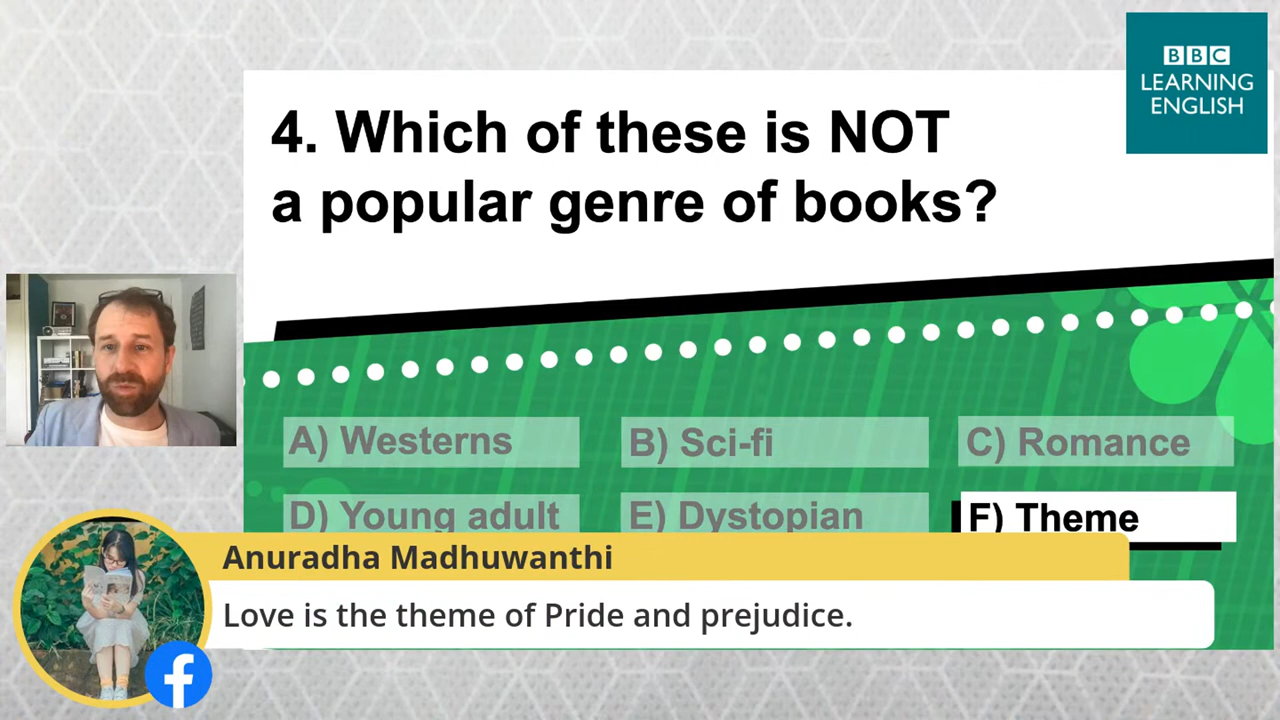 BBC
LEARNING
ENGLISH
4. Which of these is NOT
a popular genre of books?
A) Westerns
B) Sci-fi
C) Romance
D) Young adult
E) Dystopian
F) Theme
Anuradha Madhuwanthi
Love is the theme of Pride and prejudice.